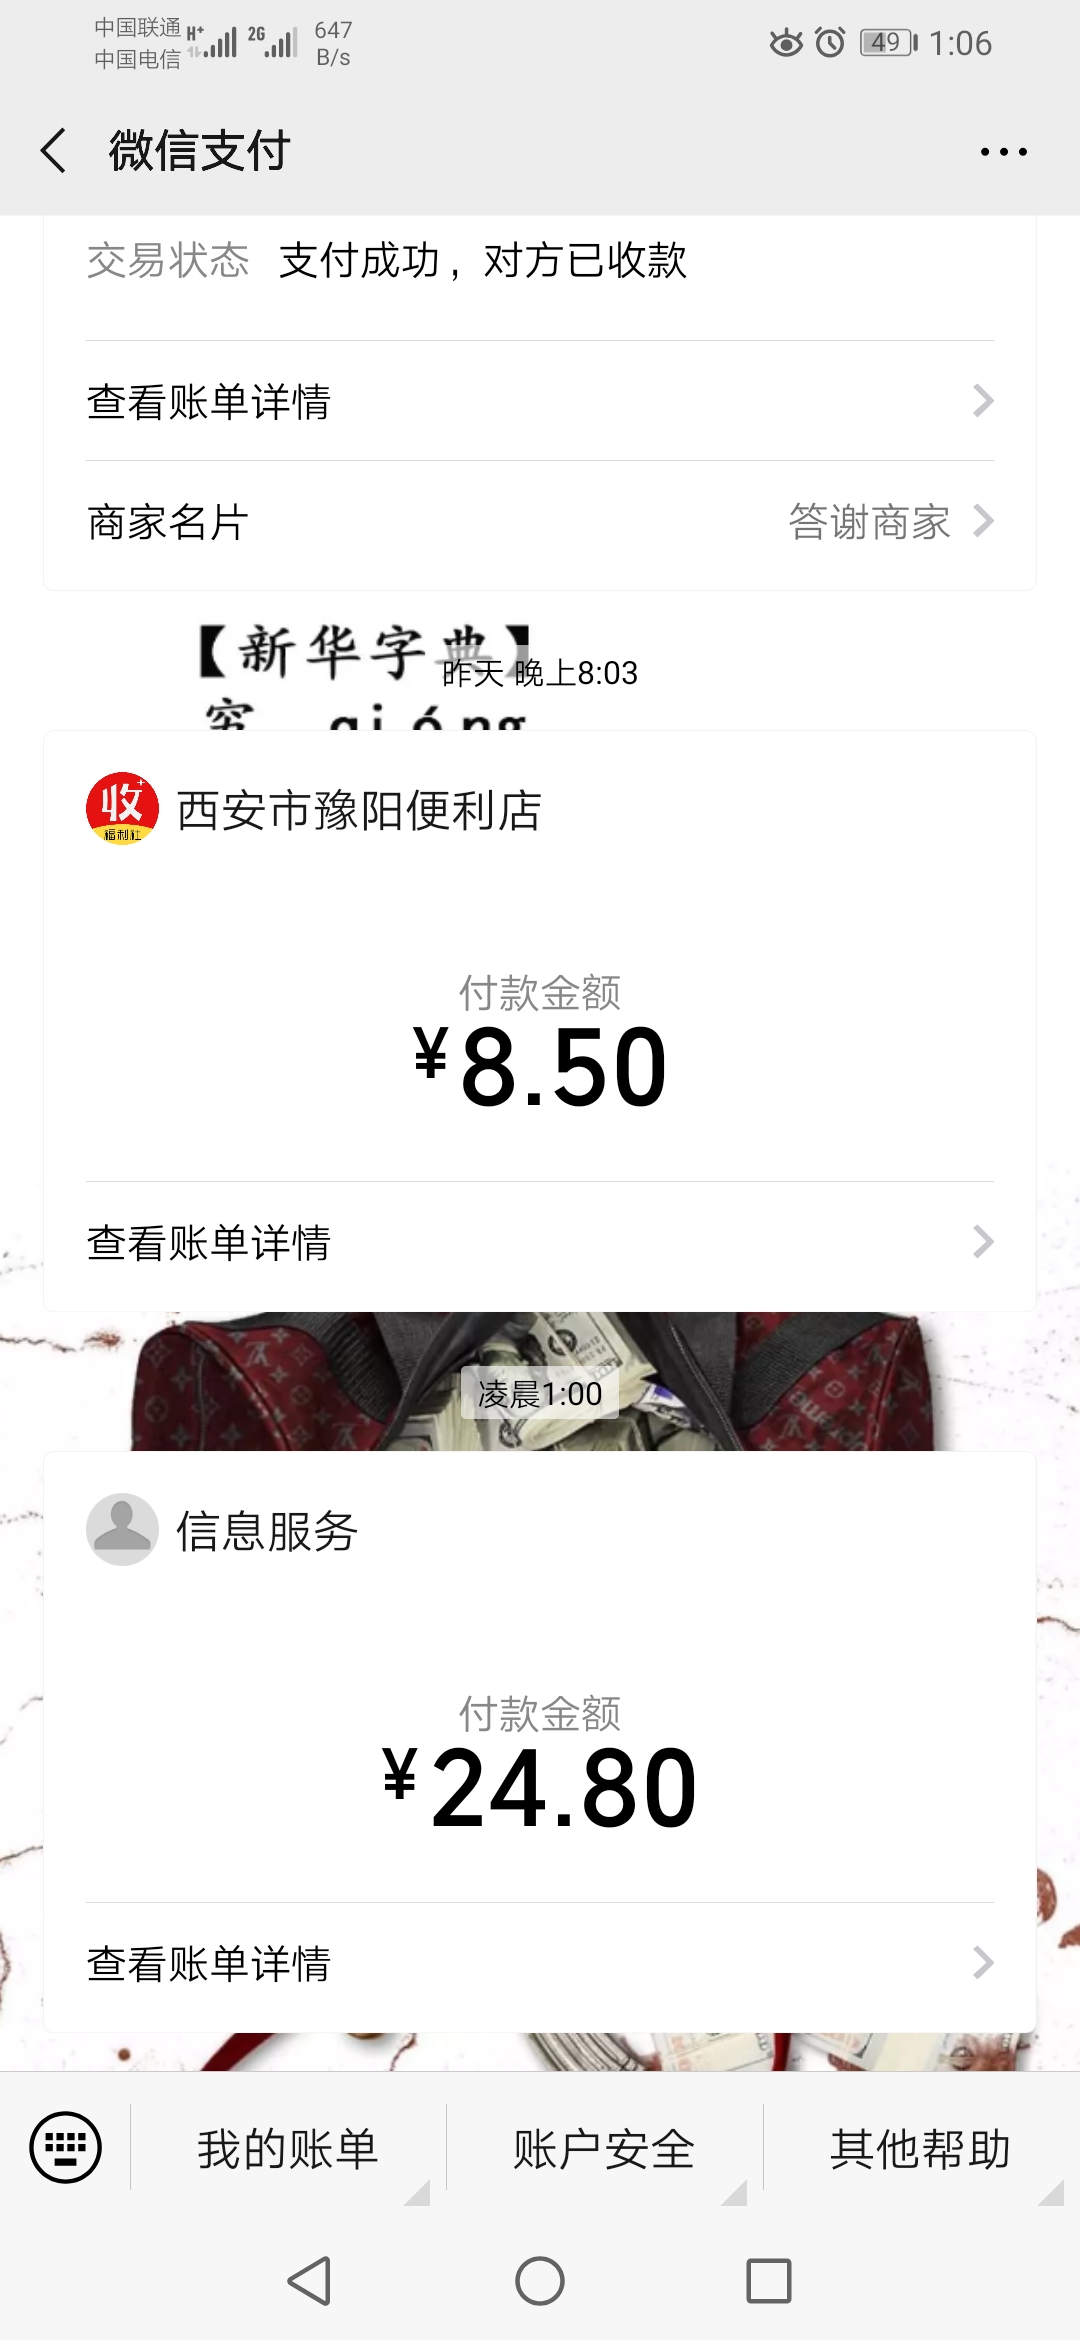 中国联通 H+ 2G 647
中国电信 B/s
49 1:06
微信支付
交易状态 支付成功，对方已收款
查看账单详情
商家名片 答谢商家
【新华字典】
昨天 晚上8:03
穷 qióng
收
福利社
西安市豫阳便利店
付款金额
¥8.50
查看账单详情
凌晨1:00
信息服务
付款金额
¥24.80
查看账单详情
我的账单 账户安全 其他帮助